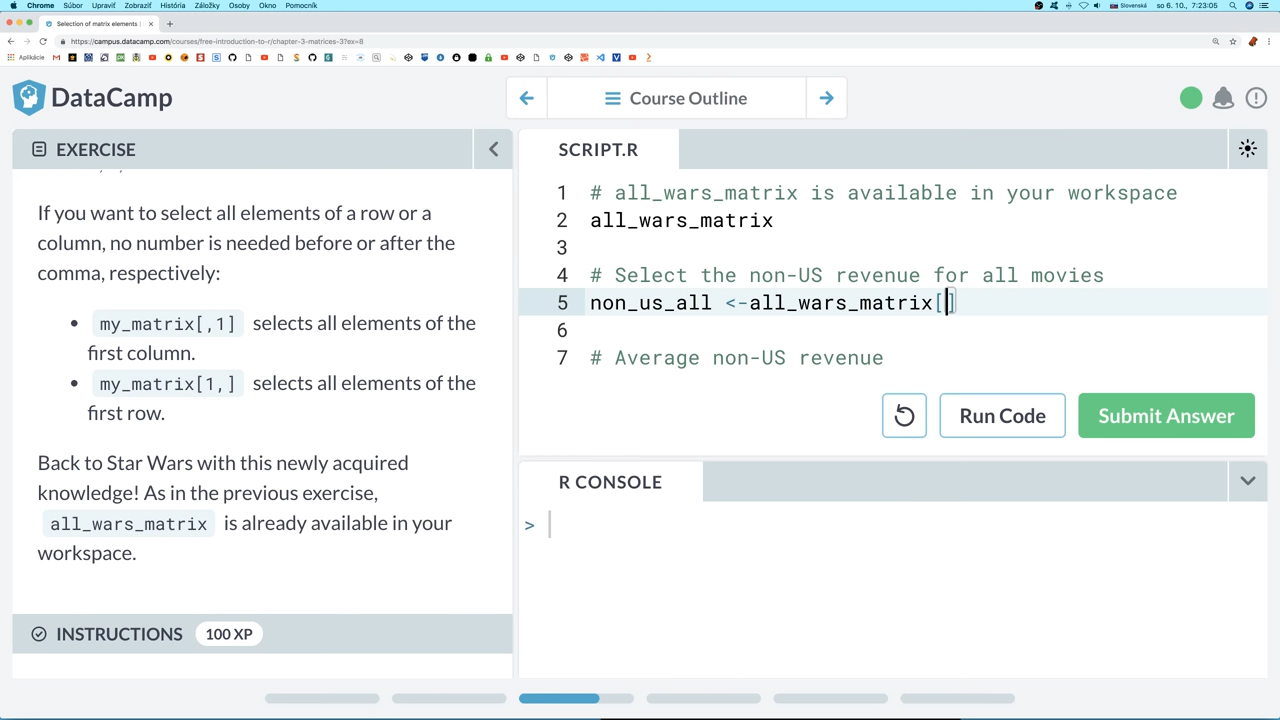 Chrome Súbor Upraviť Zobraziť História Záložky Osoby Okno Pomocník
Slovenská so 6. 10., 7:23:05
Selection of matrix elements |
https://campus.datacamp.com/courses/free-introduction-to-r/chapter-3-matrices-3?ex=8
Aplikácie
DataCamp
Course Outline
EXERCISE
If you want to select all elements of a row or a
column, no number is needed before or after the
comma, respectively:
my_matrix[,1] selects all elements of the
first column.
my_matrix[1,] selects all elements of the
first row.
Back to Star Wars with this newly acquired
knowledge! As in the previous exercise,
all_wars_matrix is already available in your
workspace.
INSTRUCTIONS 100 XP
SCRIPT.R
1 # all_wars_matrix is available in your workspace
2 all_wars_matrix
3
4 # Select the non-US revenue for all movies
5 non_us_all <-all_wars_matrix[]
6
7 # Average non-US revenue
Run Code
Submit Answer
R CONSOLE
>